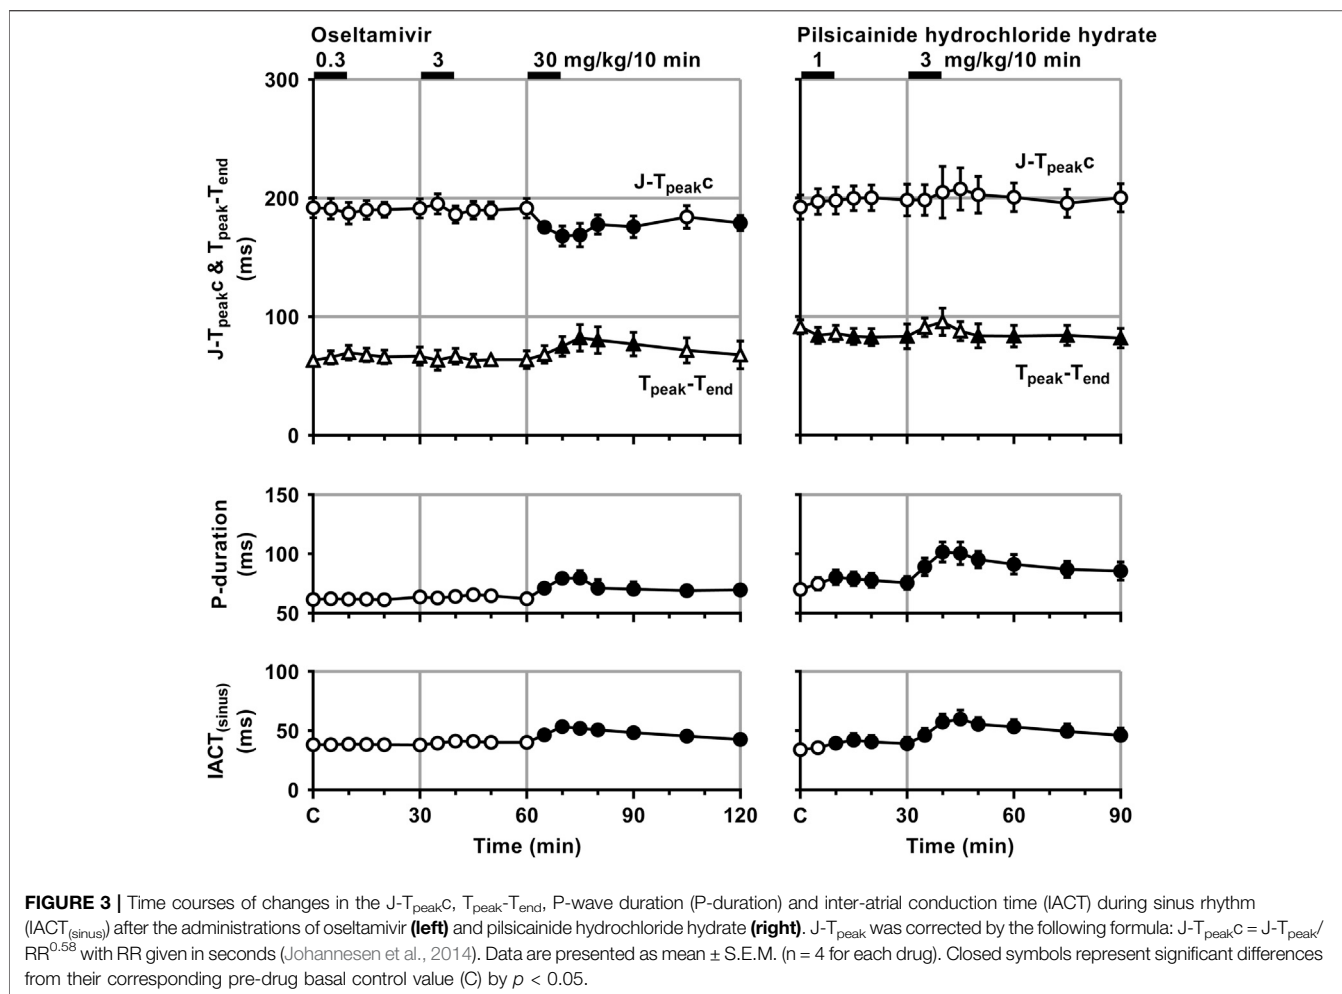 Oseltamivir
Pilsicainide hydrochloride hydrate
0.3 3 30 mg/kg/10 min
1 3 mg/kg/10 min
300
200
100
0
J-Tpeakc & Tpeak-Tend
(ms)
J-Tpeakc
Tpeak-Tend
J-Tpeakc
Tpeak-Tend
150
100
50
P-duration
(ms)
100
50
0
IACT(sinus)
(ms)
C 30 60 90 120
Time (min)
C 30 60 90
Time (min)
FIGURE 3 | Time courses of changes in the J-Tpeakc, Tpeak-Tend, P-wave duration (P-duration) and inter-atrial conduction time (IACT) during sinus rhythm
(IACT(sinus)) after the administrations of oseltamivir (left) and pilsicainide hydrochloride hydrate (right). J-Tpeak was corrected by the following formula: J-Tpeakc = J-Tpeak/
RR0.58 with RR given in seconds (Johannesen et al., 2014). Data are presented as mean ± S.E.M. (n = 4 for each drug). Closed symbols represent significant differences
from their corresponding pre-drug basal control value (C) by p < 0.05.